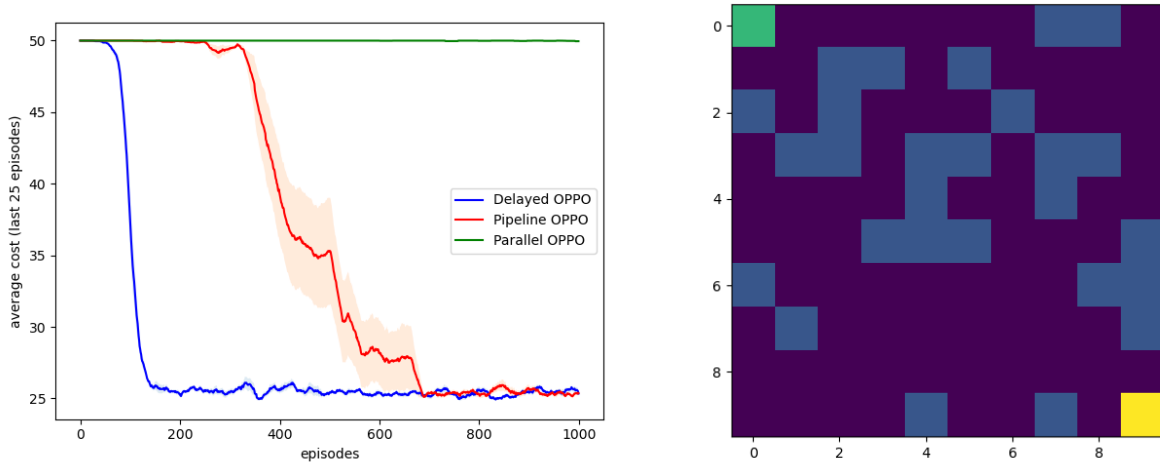 50
45
40
35
30
25
average cost (last 25 episodes)
Delayed OPPO
Pipeline OPPO
Parallel OPPO
0 200 400 600 800 1000
episodes
0
2
4
6
8
0 2 4 6 8